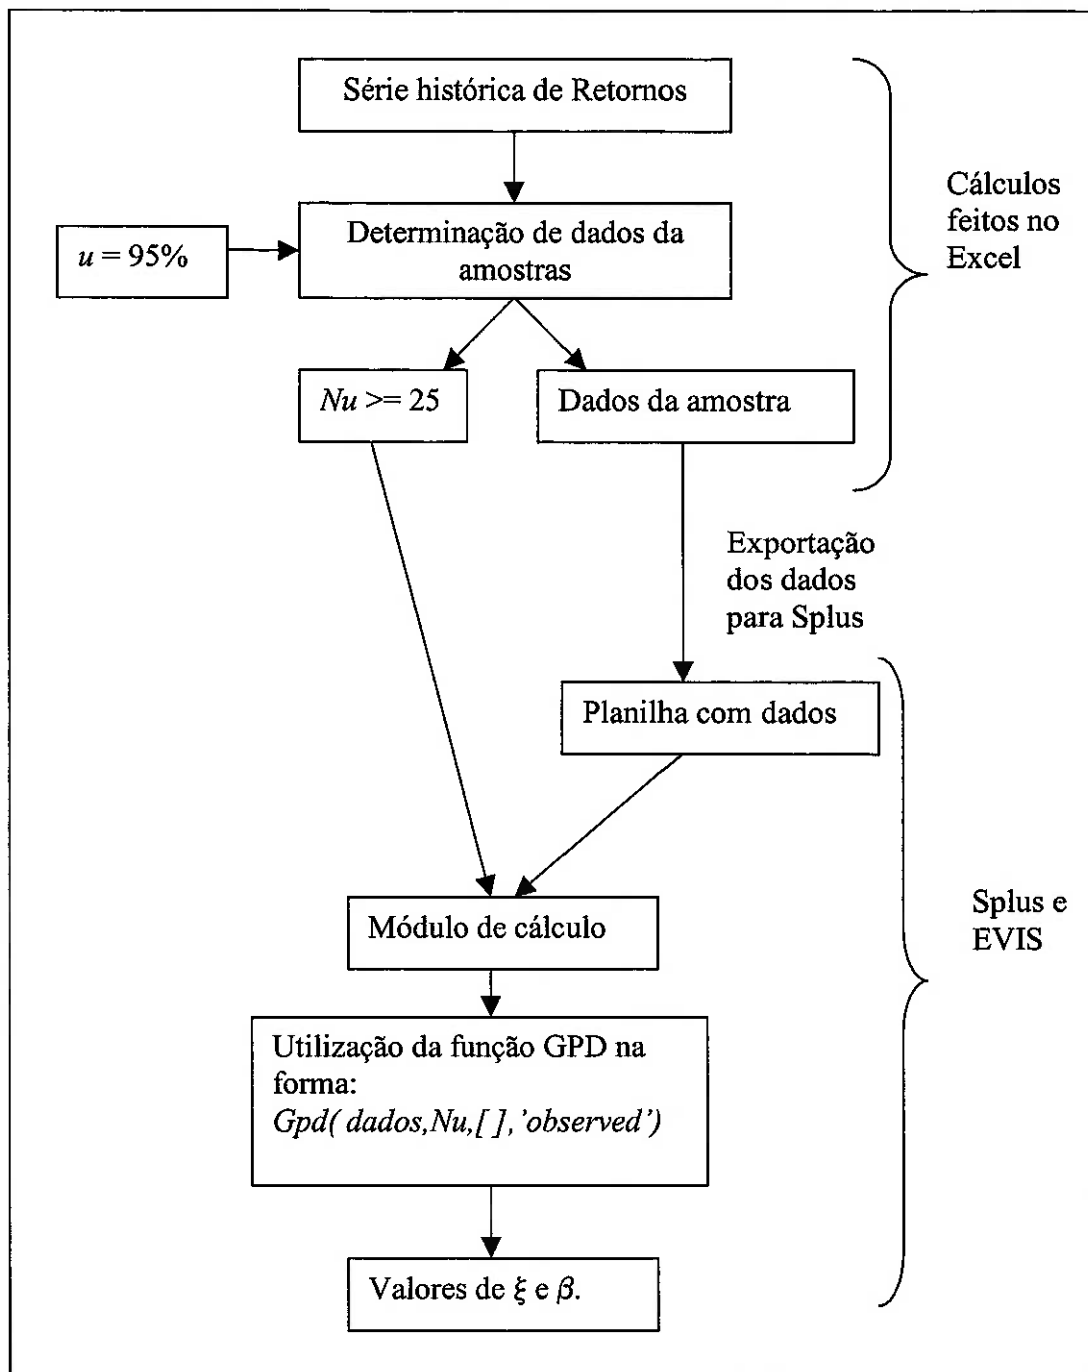 Série histórica de Retornos
Cálculos
feitos no
Excel
u = 95%
Determinação de dados da
amostras
Nu >= 25
Dados da amostra
Exportação
dos dados
para Splus
Planilha com dados
Splus e
EVIS
Módulo de cálculo
Utilização da função GPD na
forma:
Gpd( dados,Nu,[ ],'observed')
Valores de ξ e β.